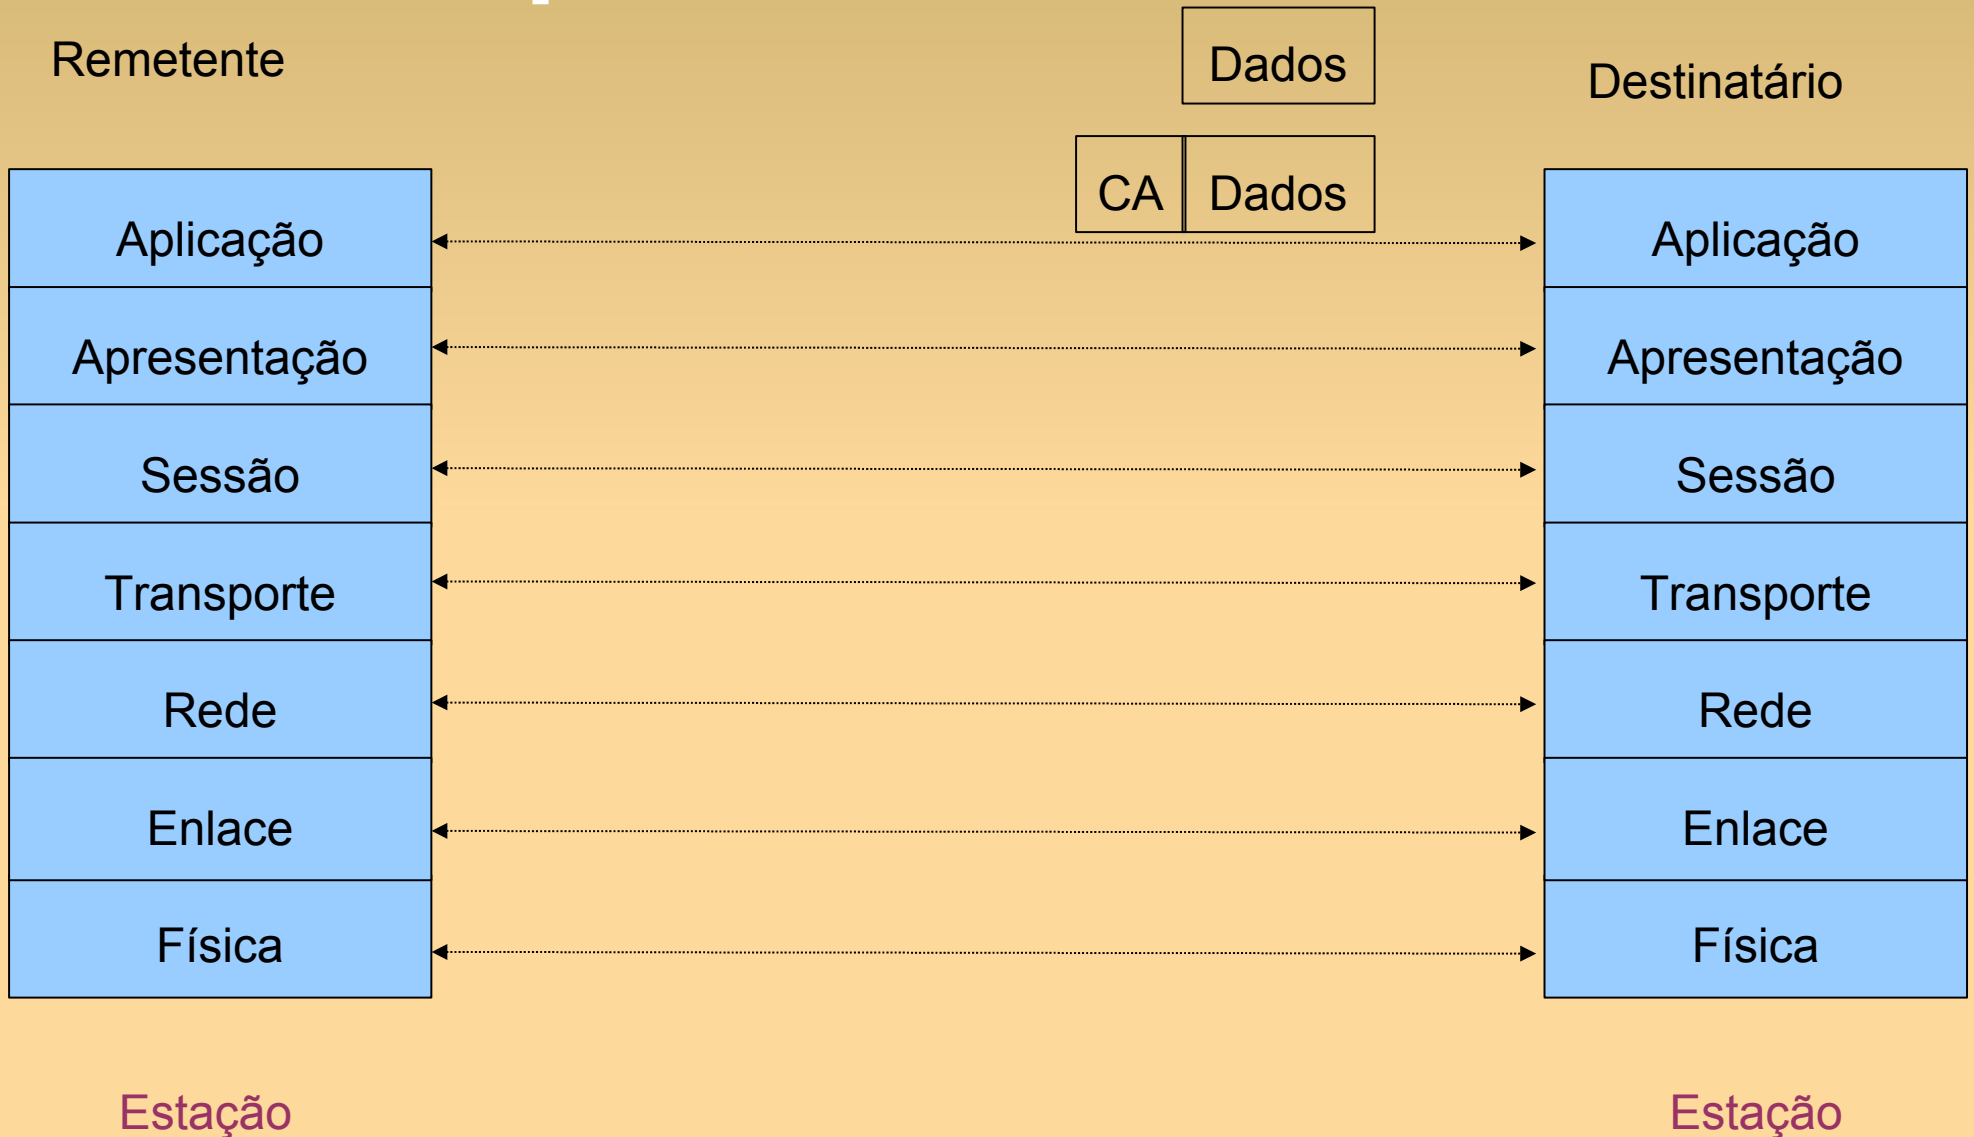 Remetente
Dados
Destinatário
CA Dados
Aplicação
Aplicação
Apresentação
Apresentação
Sessão
Sessão
Transporte
Transporte
Rede
Rede
Enlace
Enlace
Física
Física
Estação
Estação